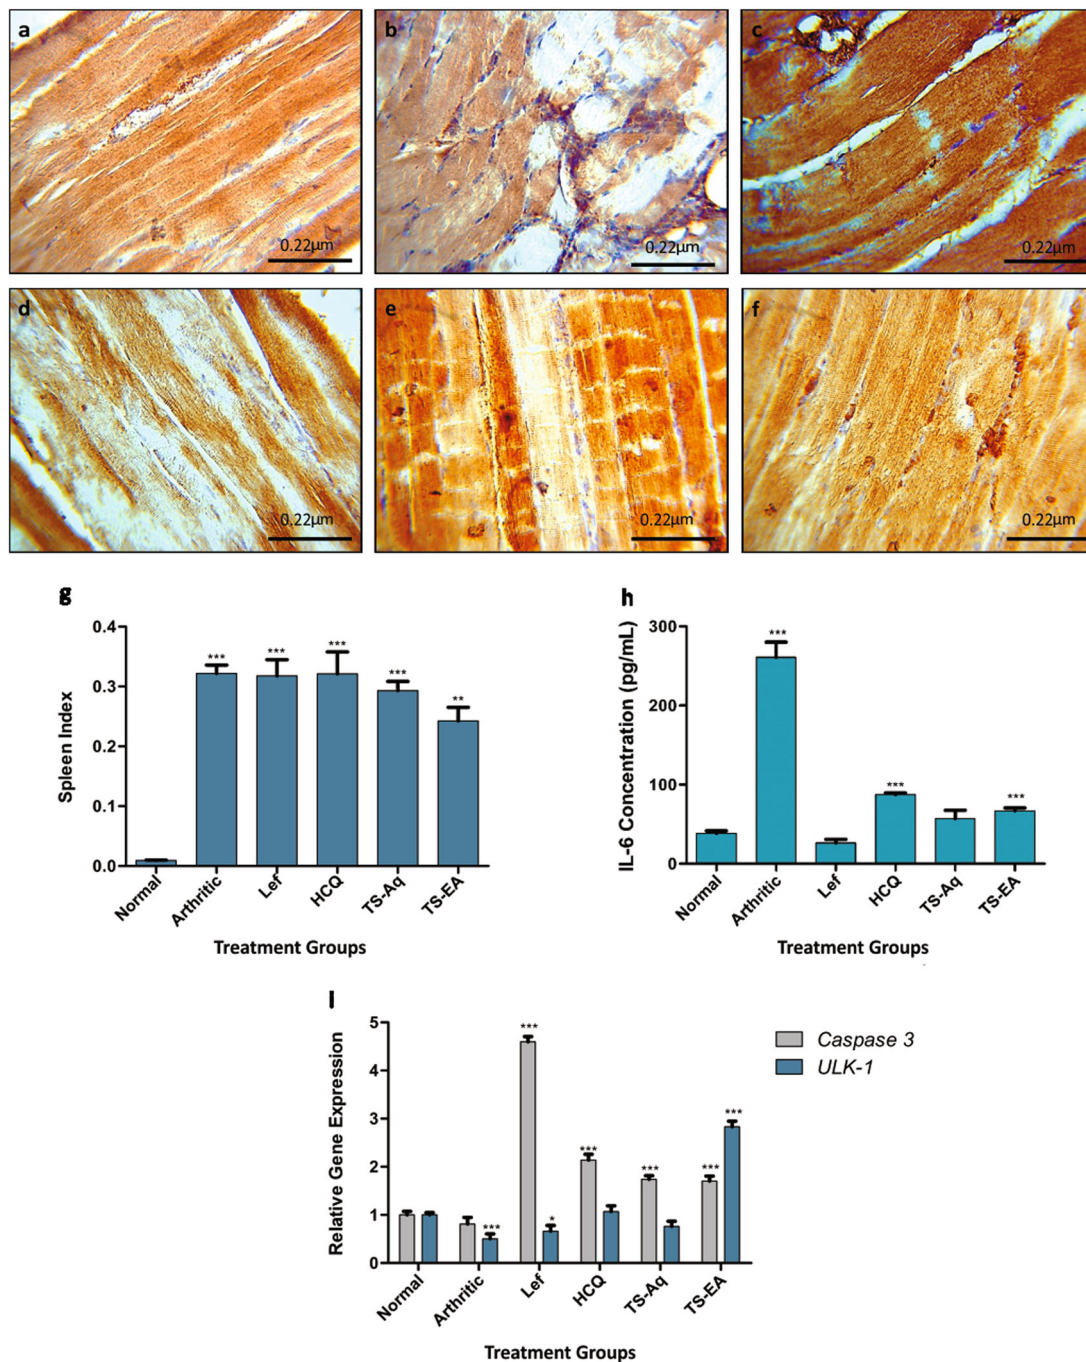 a
b
c
0.22μm
0.22μm
0.22μm
d
e
f
0.22μm
0.22μm
0.22μm
g
Spleen Index
0.4
0.3
0.2
0.1
0.0
***
***
***
***
**
Normal
Arthritic
Lef
HCQ
TS-Aq
TS-EA
Treatment Groups
h
IL-6 Concentration (pg/mL)
300
200
100
0
***
***
***
Normal
Arthritic
Lef
HCQ
TS-Aq
TS-EA
Treatment Groups
i
Relative Gene Expression
5
4
3
2
1
0
***
***
*
***
***
***
***
Caspase 3
ULK-1
Normal
Arthritic
Lef
HCQ
TS-Aq
TS-EA
Treatment Groups